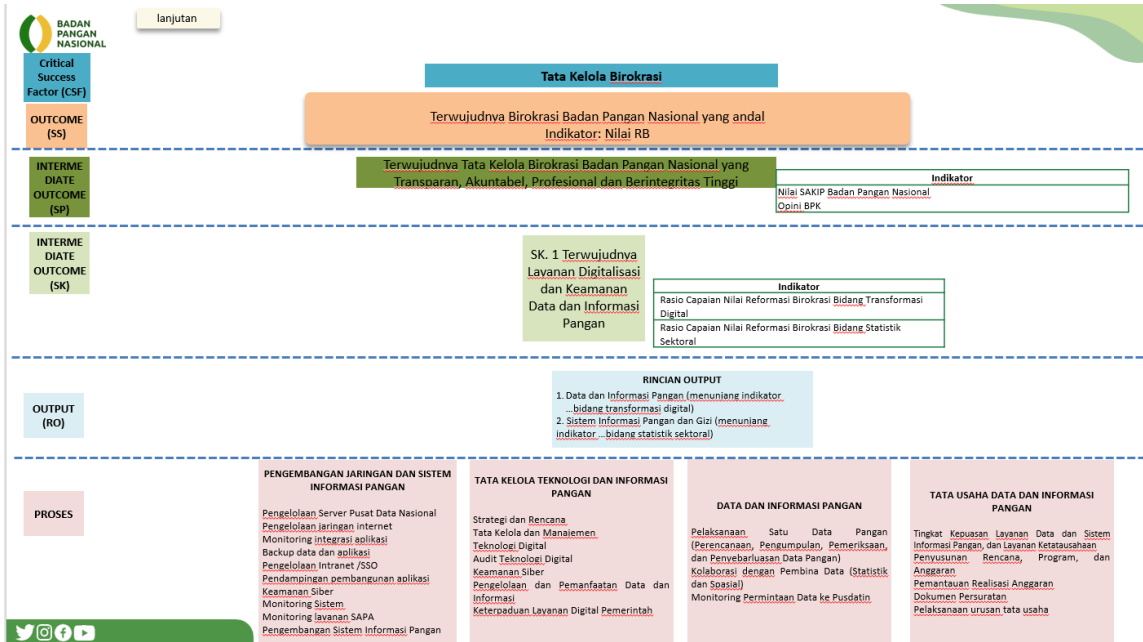 BADAN
PANGAN
NASIONAL
lanjutan
Critical
Success
Factor (CSF)
Tata Kelola Birokrasi
OUTCOME
(SS)
Terwujudnya Birokrasi Badan Pangan Nasional yang andal
Indikator: Nilai RB
INTERME
DIATE
OUTCOME
(SP)
Terwujudnya Tata Kelola Birokrasi Badan Pangan Nasional yang
Transparan, Akuntabel, Profesional dan Berintegritas Tinggi
Indikator
Nilai SAKIP Badan Pangan Nasional
Opini BPK
INTERME
DIATE
OUTCOME
(SK)
SK. 1 Terwujudnya
Layanan Digitalisasi
dan Keamanan
Data dan Informasi
Pangan
Indikator
Rasio Capaian Nilai Reformasi Birokrasi Bidang Transformasi
Digital
Rasio Capaian Nilai Reformasi Birokrasi Bidang Statistik
Sektoral
OUTPUT
(RO)
RINCIAN OUTPUT
1. Data dan Informasi Pangan (menunjang indikator
...bidang transformasi digital)
2. Sistem Informasi Pangan dan Gizi (menunjang
indikator ...bidang statistik sektoral)
PROSES
PENGEMBANGAN JARINGAN DAN SISTEM
INFORMASI PANGAN
Pengelolaan Server Pusat Data Nasional
Pengelolaan jaringan internet
Monitoring integrasi aplikasi
Backup data dan aplikasi
Pengelolaan Intranet /SSO
Pendampingan pembangunan aplikasi
Keamanan Siber
Monitoring Sistem
Monitoring layanan SAPA
Pengembangan Sistem Informasi Pangan
TATA KELOLA TEKNOLOGI DAN INFORMASI
PANGAN
Strategi dan Rencana
Tata Kelola dan Manajemen
Teknologi Digital
Audit Teknologi Digital
Keamanan Siber
Pengelolaan dan Pemanfaatan Data dan
Informasi
Keterpaduan Layanan Digital Pemerintah
DATA DAN INFORMASI PANGAN
Pelaksanaan Satu Data Pangan
(Perencanaan, Pengumpulan, Pemeriksaan,
dan Penyebarluasan Data Pangan)
Kolaborasi dengan Pembina Data (Statistik
dan Spasial)
Monitoring Permintaan Data ke Pusdatin
TATA USAHA DATA DAN INFORMASI
PANGAN
Tingkat Kepuasan Layanan Data dan Sistem
Informasi Pangan, dan Layanan Ketatausahaan
Penyusunan Rencana, Program, dan
Anggaran
Pemantauan Realisasi Anggaran
Dokumen Persuratan
Pelaksanaan urusan tata usaha